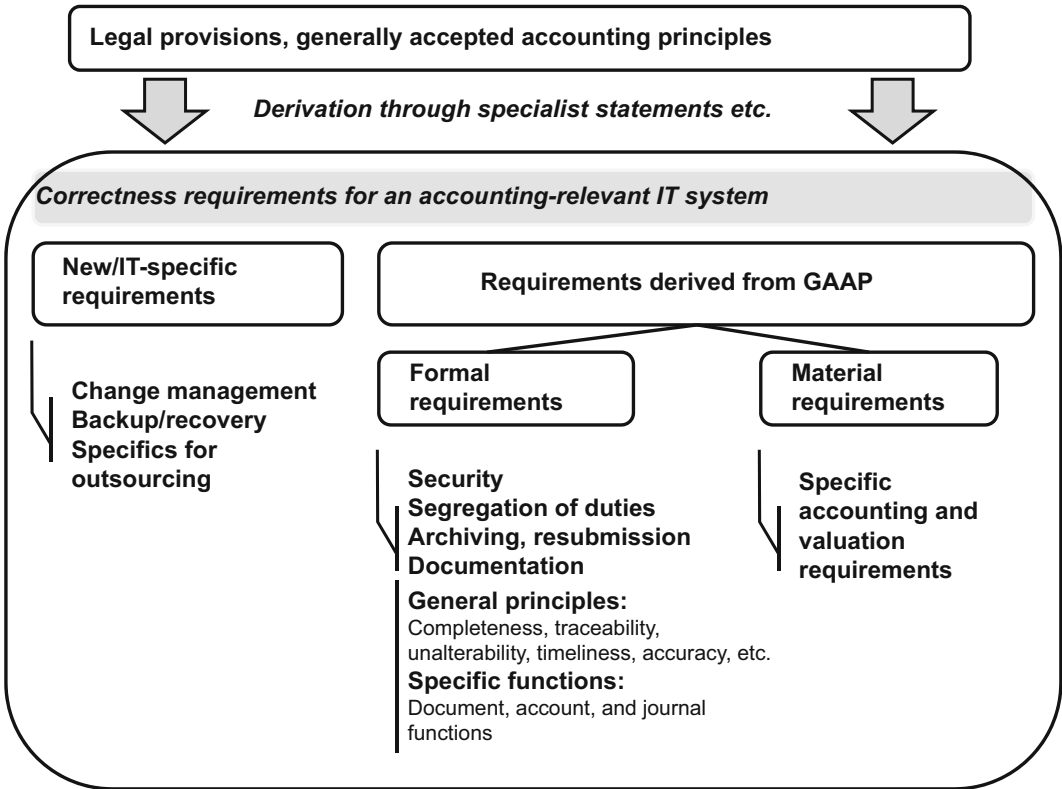 Legal provisions, generally accepted accounting principles
Derivation through specialist statements etc.
Correctness requirements for an accounting-relevant IT system
New/IT-specific
requirements
Requirements derived from GAAP
Change management
Backup/recovery
Specifics for
outsourcing
Formal
requirements
Security
Segregation of duties
Archiving, resubmission
Documentation
General principles:
Completeness, traceability,
unalterability, timeliness, accuracy, etc.
Specific functions:
Document, account, and journal
functions
Material
requirements
Specific
accounting and
valuation
requirements